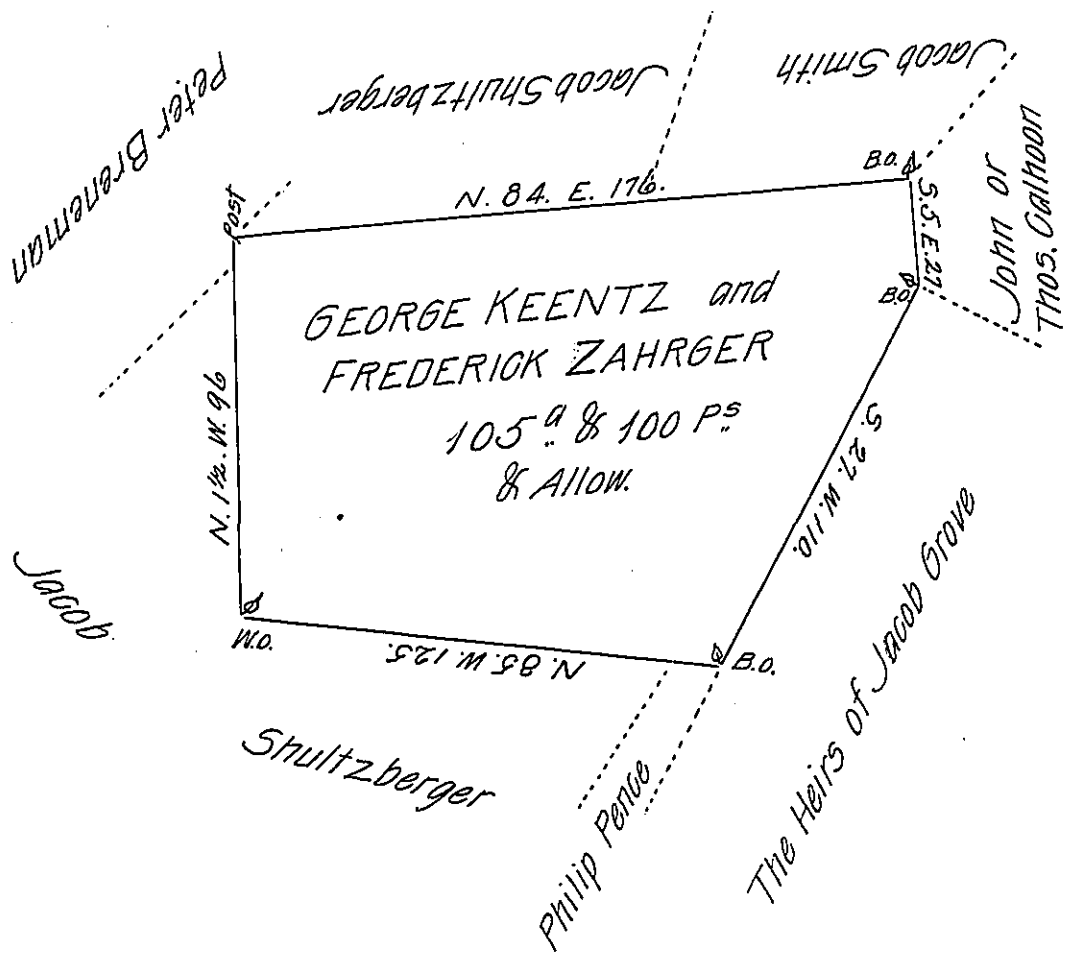 Peter Breneman
Jacob Shultzberger
Jacob Smith
John or
Thos. Calhoon
Post
N. 84. E. 176.
B.O.
S. 5. E. 27.
B.O.
GEORGE KEENTZ and
FREDERICK ZAHRGER
105 a & 100 Ps
& Allow.
N. 1½. W. 96
S. 27. W. 110.
Jacob
W.O.
N. 85. W. 125.
B.O.
Shultzberger
Philip Pence
The Heirs of Jacob Grove